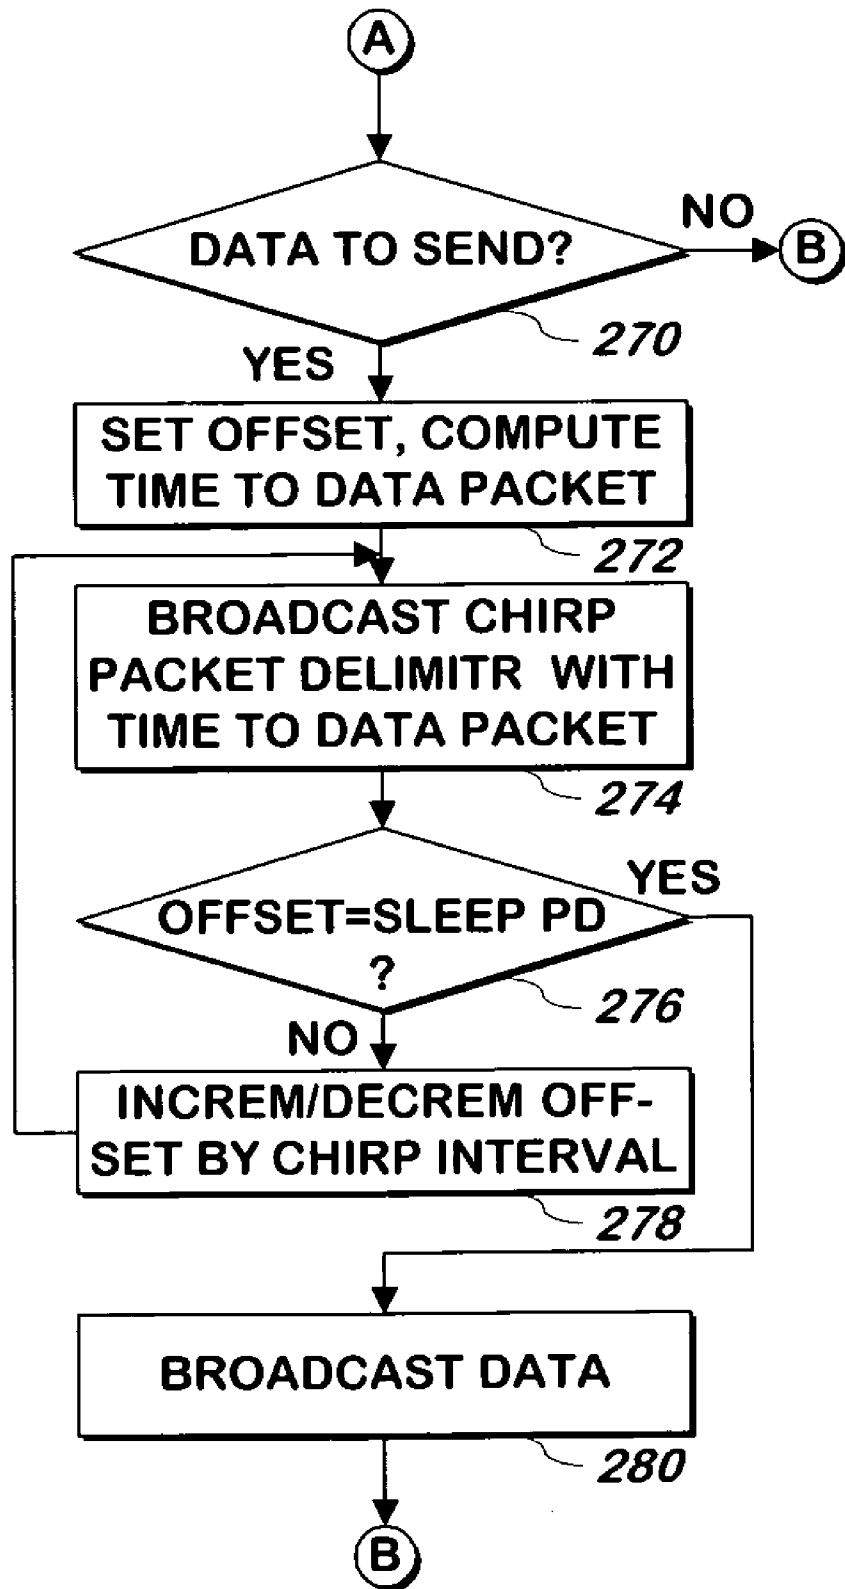 A
DATA TO SEND?
NO
B
270
YES
SET OFFSET, COMPUTE
TIME TO DATA PACKET
272
BROADCAST CHIRP
PACKET DELIMITR WITH
TIME TO DATA PACKET
274
YES
OFFSET=SLEEP PD
?
276
NO
INCREM/DECREM OFF-
SET BY CHIRP INTERVAL
278
BROADCAST DATA
280
B